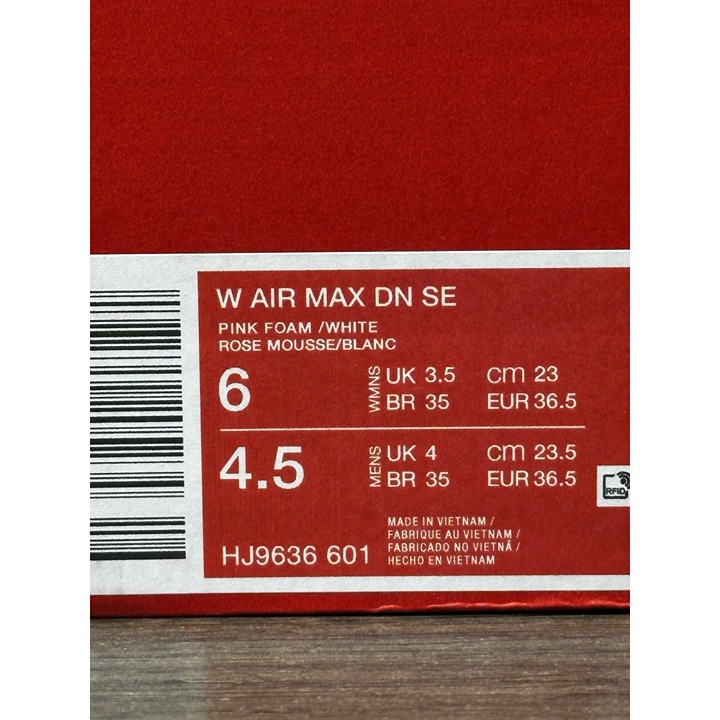 W AIR MAX DN SE
PINK FOAM /WHITE
ROSE MOUSSE/BLANC
6 WMNS UK 3.5 cm 23
BR 35 EUR 36.5
4.5 MENS UK 4 cm 23.5
BR 35 EUR 36.5
RFID
HJ9636 601
MADE IN VIETNAM /
FABRIQUE AU VIETNAM /
FABRICADO NO VIETNÃ /
HECHO EN VIETNAM